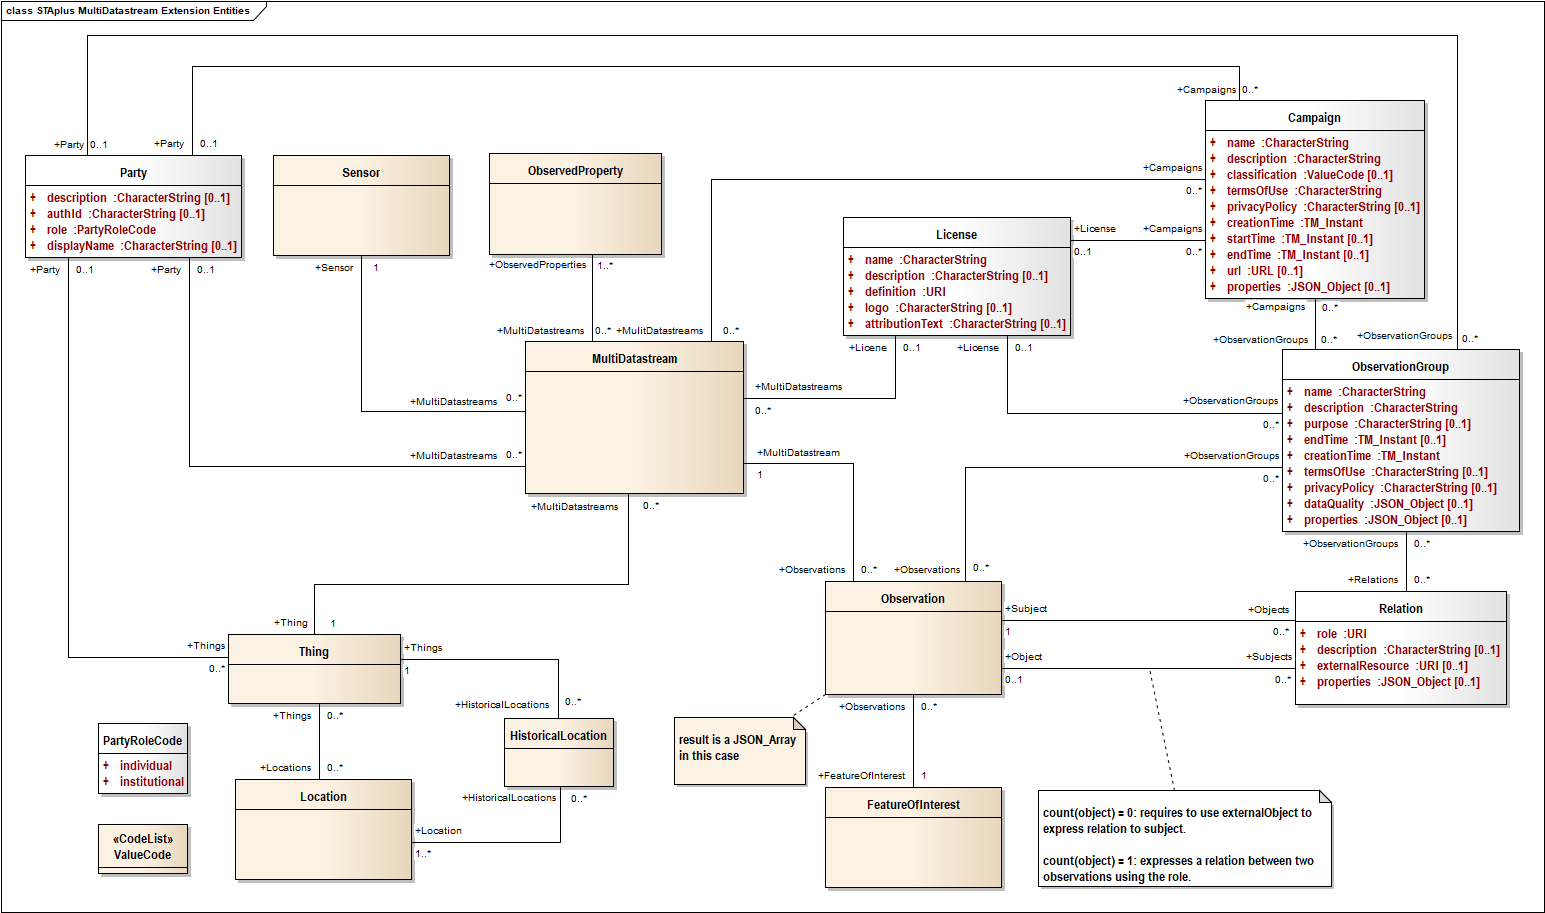 class STAplus MultiDatastream Extension Entities
+Campaigns 0..*
+Party 0..1
+Party 0..1
Campaign
+ name :CharacterString
+ description :CharacterString
+ classification :ValueCode [0..1]
+ termsOfUse :CharacterString
+ privacyPolicy :CharacterString [0..1]
+ creationTime :TM_Instant
+ startTime :TM_Instant [0..1]
+ endTime :TM_Instant [0..1]
+ url :URL [0..1]
+ properties :JSON_Object [0..1]
Party
+ description :CharacterString [0..1]
+ authId :CharacterString [0..1]
+ role :PartyRoleCode
+ displayName :CharacterString [0..1]
Sensor
ObservedProperty
+Campaigns
0..*
License
+ name :CharacterString
+ description :CharacterString [0..1]
+ definition :URI
+ logo :CharacterString [0..1]
+ attributionText :CharacterString [0..1]
+License
0..1
+Campaigns
0..*
+Party 0..1
+Party 0..1
+Sensor 1
+ObservedProperties 1..*
+Campaigns 0..*
+MultiDatastreams 0..*
+MulitDatastreams 0..*
+Licene 0..1
+License 0..1
+ObservationGroups 0..*
+ObservationGroups 0..*
MultiDatastream
+MultiDatastreams 0..*
+MultiDatastreams
0..*
+MultiDatastreams 0..*
+MultiDatastream
1
+ObservationGroups
0..*
+ObservationGroups
0..*
ObservationGroup
+ name :CharacterString
+ description :CharacterString
+ purpose :CharacterString [0..1]
+ endTime :TM_Instant [0..1]
+ creationTime :TM_Instant
+ termsOfUse :CharacterString [0..1]
+ privacyPolicy :CharacterString [0..1]
+ dataQuality :JSON_Object [0..1]
+ properties :JSON_Object [0..1]
+MultiDatastreams 0..*
+ObservationGroups 0..*
+Observations 0..*
+Observations 0..*
+Relations 0..*
Observation
+Subject
1
+Object
0..1
+Objects
0..*
+Subjects
0..*
Relation
+ role :URI
+ description :CharacterString [0..1]
+ externalResource :URI [0..1]
+ properties :JSON_Object [0..1]
+Thing 1
+Things
0..*
Thing
+Things
1
+Things 0..*
+HistoricalLocations 0..*
HistoricalLocation
+HistoricalLocations 0..*
+Locations 0..*
Location
+Location
1..*
+Observations 0..*
result is a JSON_Array
in this case
+FeatureOfInterest 1
FeatureOfInterest
PartyRoleCode
+ individual
+ institutional
«CodeList»
ValueCode
count(object) = 0: requires to use externalObject to
express relation to subject.
count(object) = 1: expresses a relation between two
observations using the role.